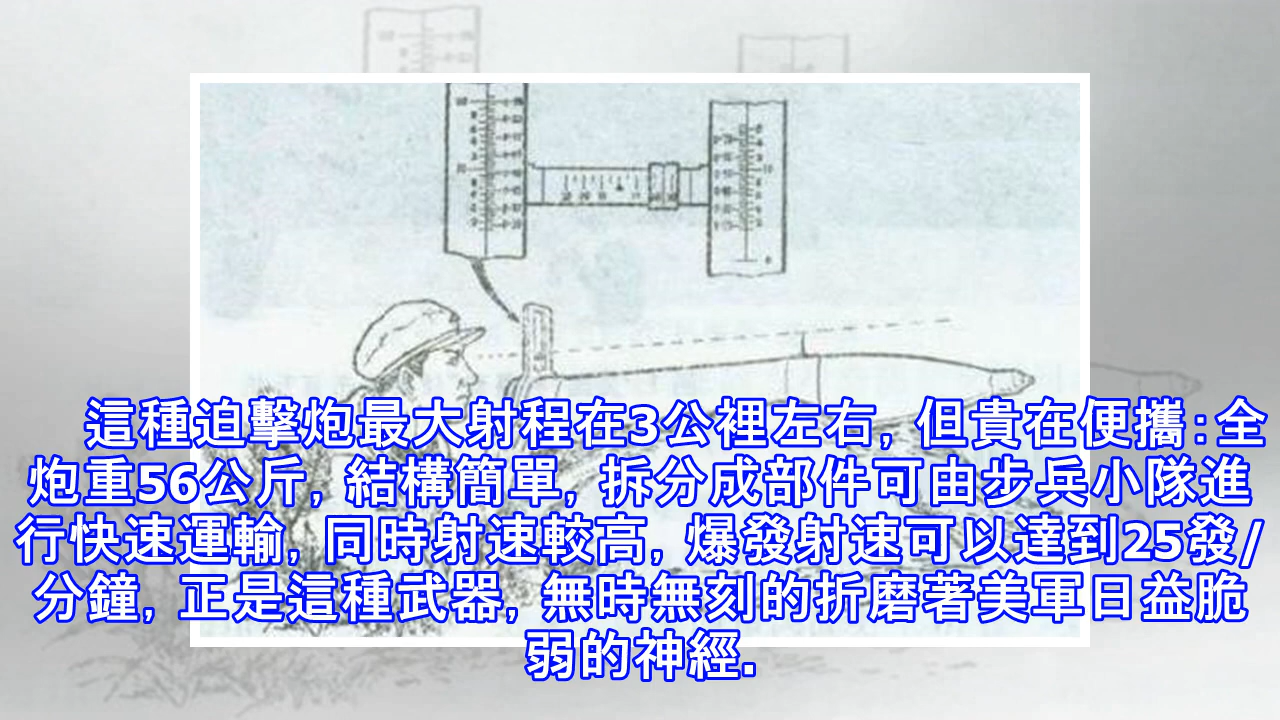 這種迫擊炮最大射程在3公裡左右, 但貴在便攜:全
炮重56公斤, 結構簡單, 拆分成部件可由步兵小隊進
行快速運輸, 同時射速較高, 爆發射速可以達到25發/
分鐘, 正是這種武器, 無時無刻的折磨著美軍日益脆
弱的神經.